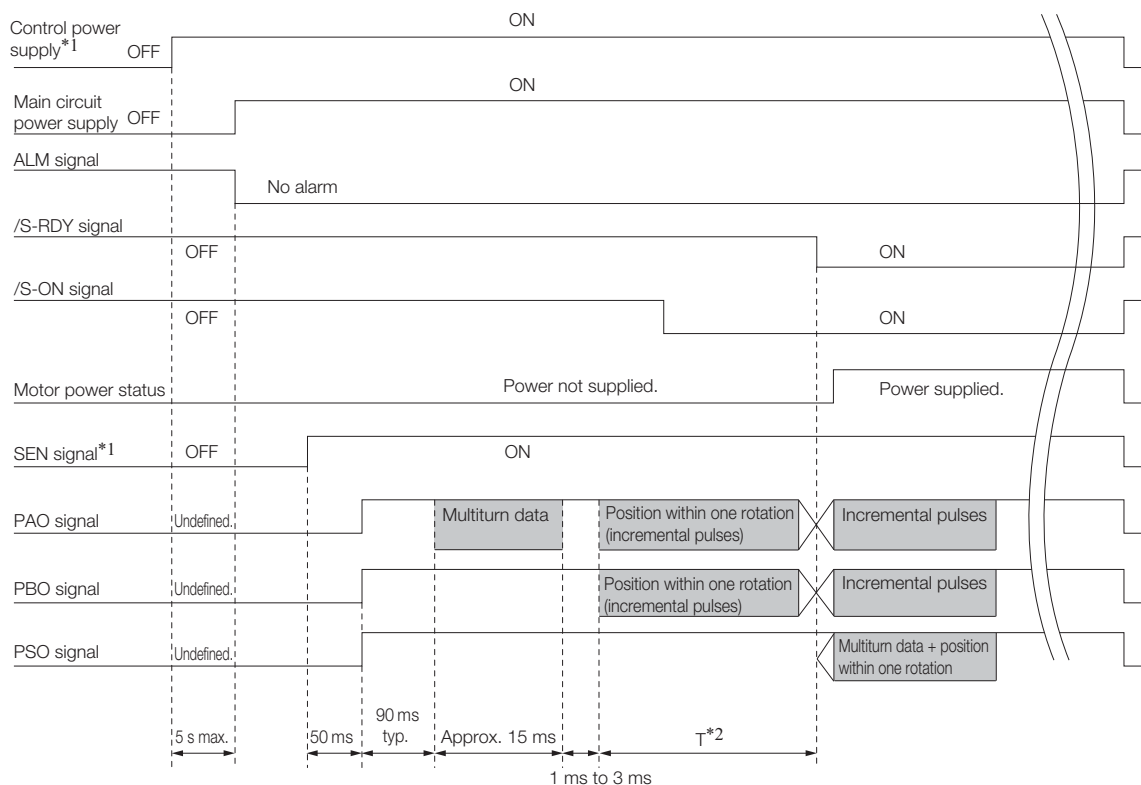 Control power
supply*1 OFF ON
Main circuit
power supply OFF ON
ALM signal
No alarm
/S-RDY signal
OFF ON
/S-ON signal
OFF ON
Motor power status Power not supplied. Power supplied.
SEN signal*1 OFF ON
PAO signal Undefined. Multiturn data Position within one rotation
(incremental pulses) Incremental pulses
PBO signal Undefined. Position within one rotation
(incremental pulses) Incremental pulses
PSO signal Undefined. Multiturn data + position
within one rotation
5 s max. 50 ms 90 ms
typ. Approx. 15 ms T*2
1 ms to 3 ms